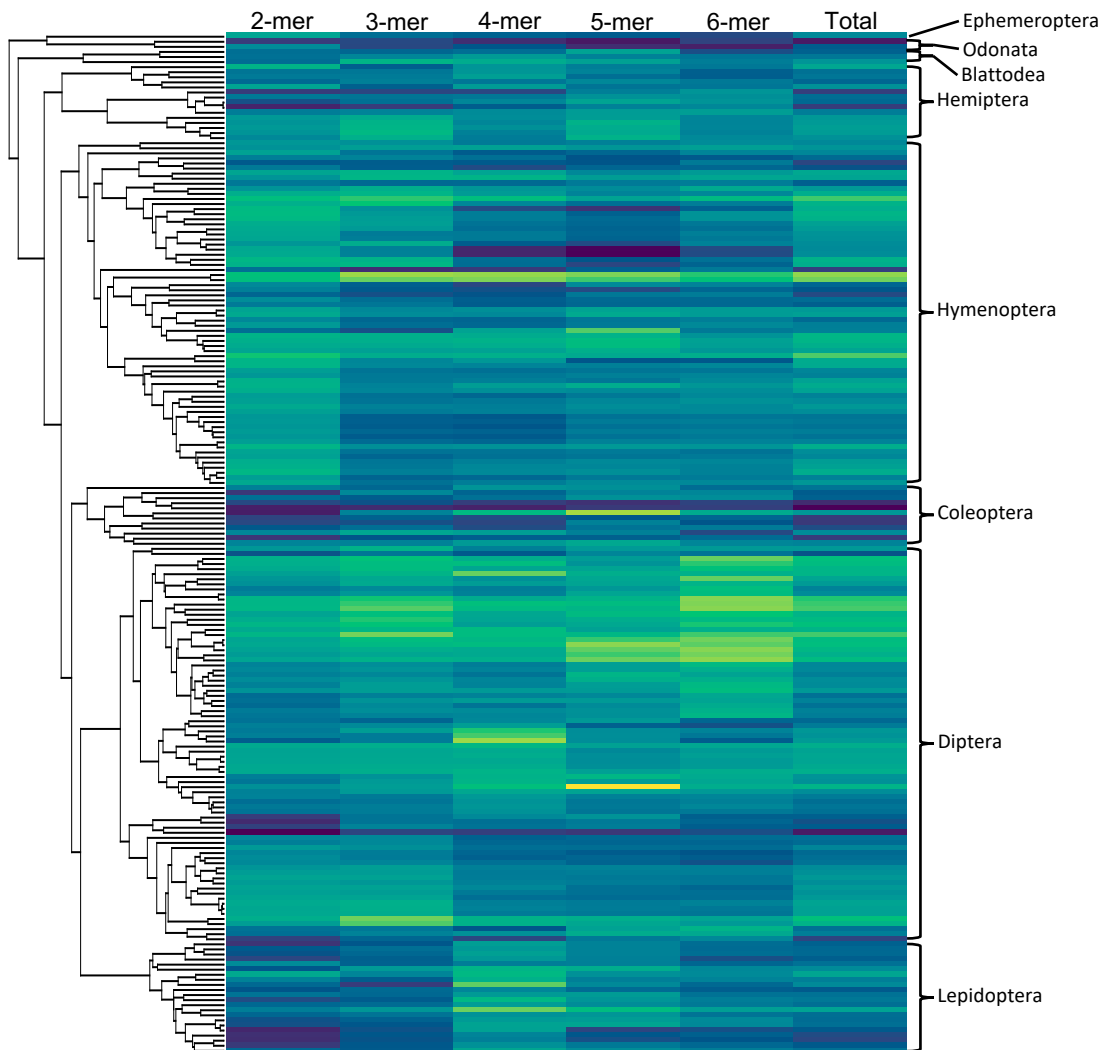 2-mer 3-mer 4-mer 5-mer 6-mer Total
Ephemeroptera
Odonata
Blattodea
Hemiptera
Hymenoptera
Coleoptera
Diptera
Lepidoptera